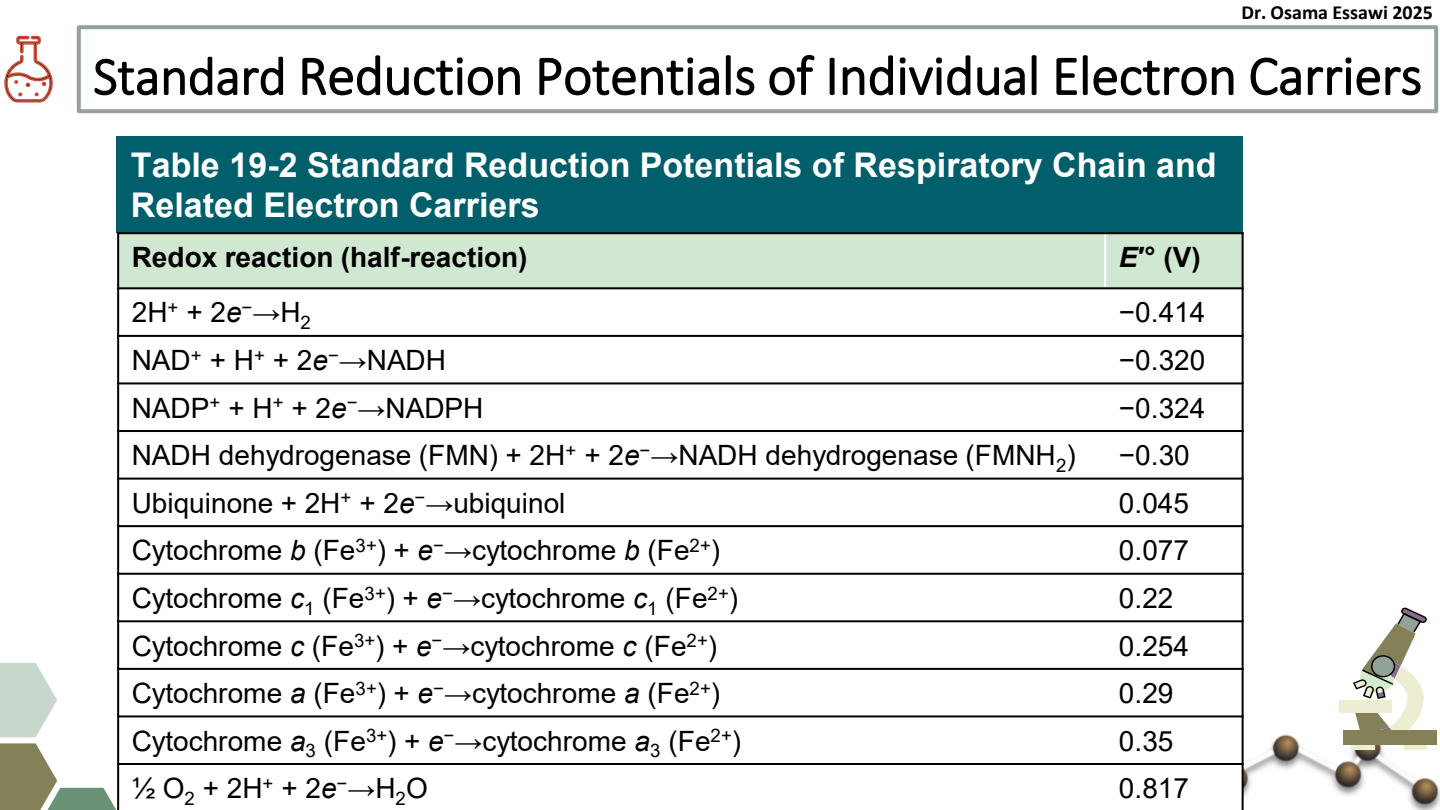 Dr. Osama Essawi 2025
Standard Reduction Potentials of Individual Electron Carriers
Table 19-2 Standard Reduction Potentials of Respiratory Chain and
Related Electron Carriers
Redox reaction (half-reaction) E′° (V)
2H⁺ + 2e⁻→H₂ −0.414
NAD⁺ + H⁺ + 2e⁻→NADH −0.320
NADP⁺ + H⁺ + 2e⁻→NADPH −0.324
NADH dehydrogenase (FMN) + 2H⁺ + 2e⁻→NADH dehydrogenase (FMNH₂) −0.30
Ubiquinone + 2H⁺ + 2e⁻→ubiquinol 0.045
Cytochrome b (Fe³⁺) + e⁻→cytochrome b (Fe²⁺) 0.077
Cytochrome c₁ (Fe³⁺) + e⁻→cytochrome c₁ (Fe²⁺) 0.22
Cytochrome c (Fe³⁺) + e⁻→cytochrome c (Fe²⁺) 0.254
Cytochrome a (Fe³⁺) + e⁻→cytochrome a (Fe²⁺) 0.29
Cytochrome a₃ (Fe³⁺) + e⁻→cytochrome a₃ (Fe²⁺) 0.35
½ O₂ + 2H⁺ + 2e⁻→H₂O 0.817